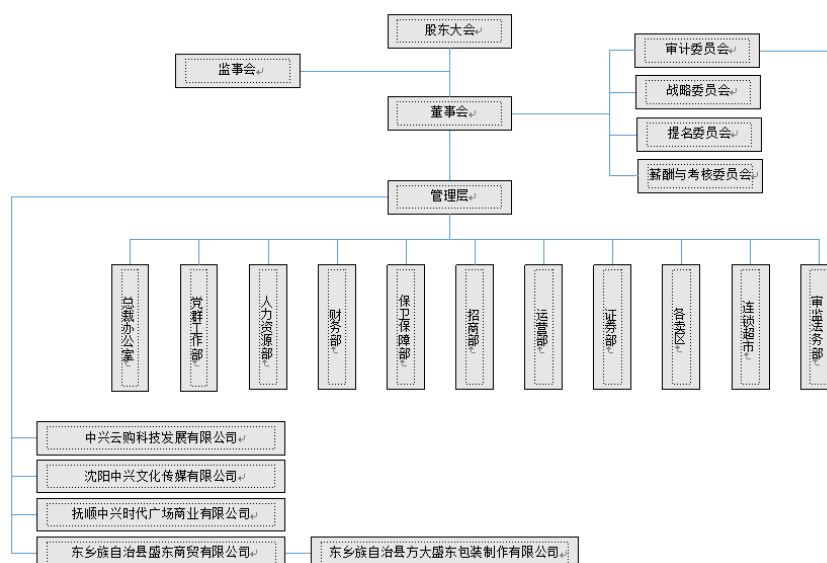 股东大会
监事会
审计委员会
战略委员会
董事会
提名委员会
薪酬与考核委员会
管理层
总裁办公室
党群工作部
人力资源部
财务部
保卫保障部
招商部
运营部
证券部
各卖区
连锁超市
审监法务部
中兴云购科技发展有限公司
沈阳中兴文化传媒有限公司
抚顺中兴时代广场商业有限公司
东乡族自治县盛东商贸有限公司
东乡族自治县方大盛东包装制作有限公司